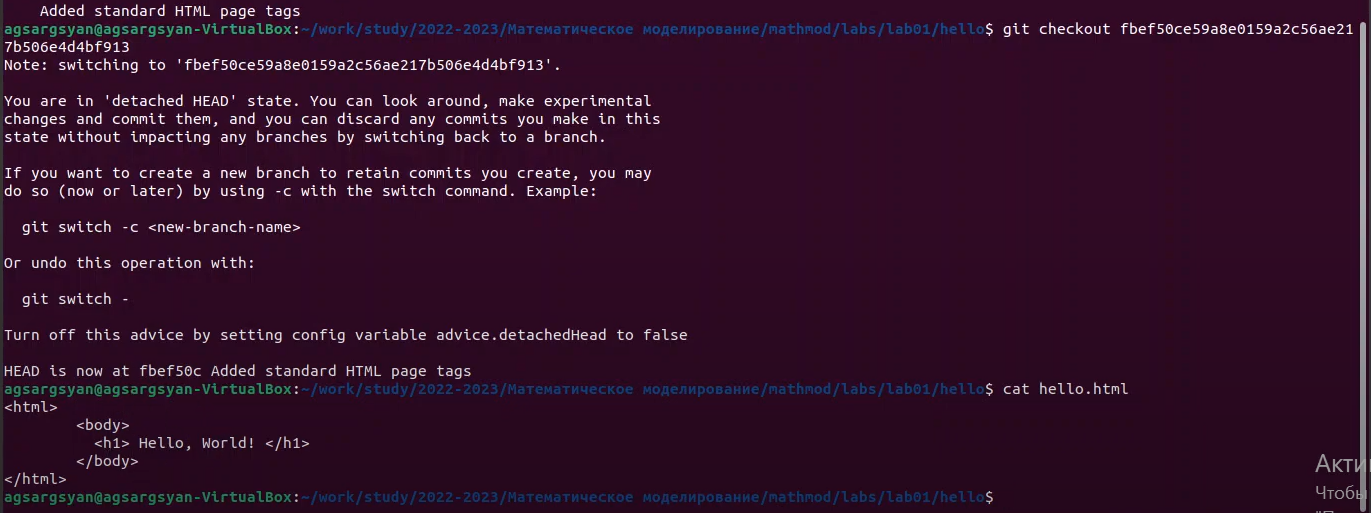 Added standard HTML page tags
agsargsyan@agsargsyan-VirtualBox:~/work/study/2022-2023/Математическое моделирование/mathmod/labs/lab01/hello$ git checkout fbef50ce59a8e0159a2c56ae21
7b506e4d4bf913
Note: switching to 'fbef50ce59a8e0159a2c56ae217b506e4d4bf913'.

You are in 'detached HEAD' state. You can look around, make experimental
changes and commit them, and you can discard any commits you make in this
state without impacting any branches by switching back to a branch.

If you want to create a new branch to retain commits you create, you may
do so (now or later) by using -c with the switch command. Example:

  git switch -c <new-branch-name>

Or undo this operation with:

  git switch -

Turn off this advice by setting config variable advice.detachedHead to false

HEAD is now at fbef50c Added standard HTML page tags
agsargsyan@agsargsyan-VirtualBox:~/work/study/2022-2023/Математическое моделирование/mathmod/labs/lab01/hello$ cat hello.html
<html>
        <body>
          <h1> Hello, World! </h1>
        </body>
</html>
agsargsyan@agsargsyan-VirtualBox:~/work/study/2022-2023/Математическое моделирование/mathmod/labs/lab01/hello$
Чтобы